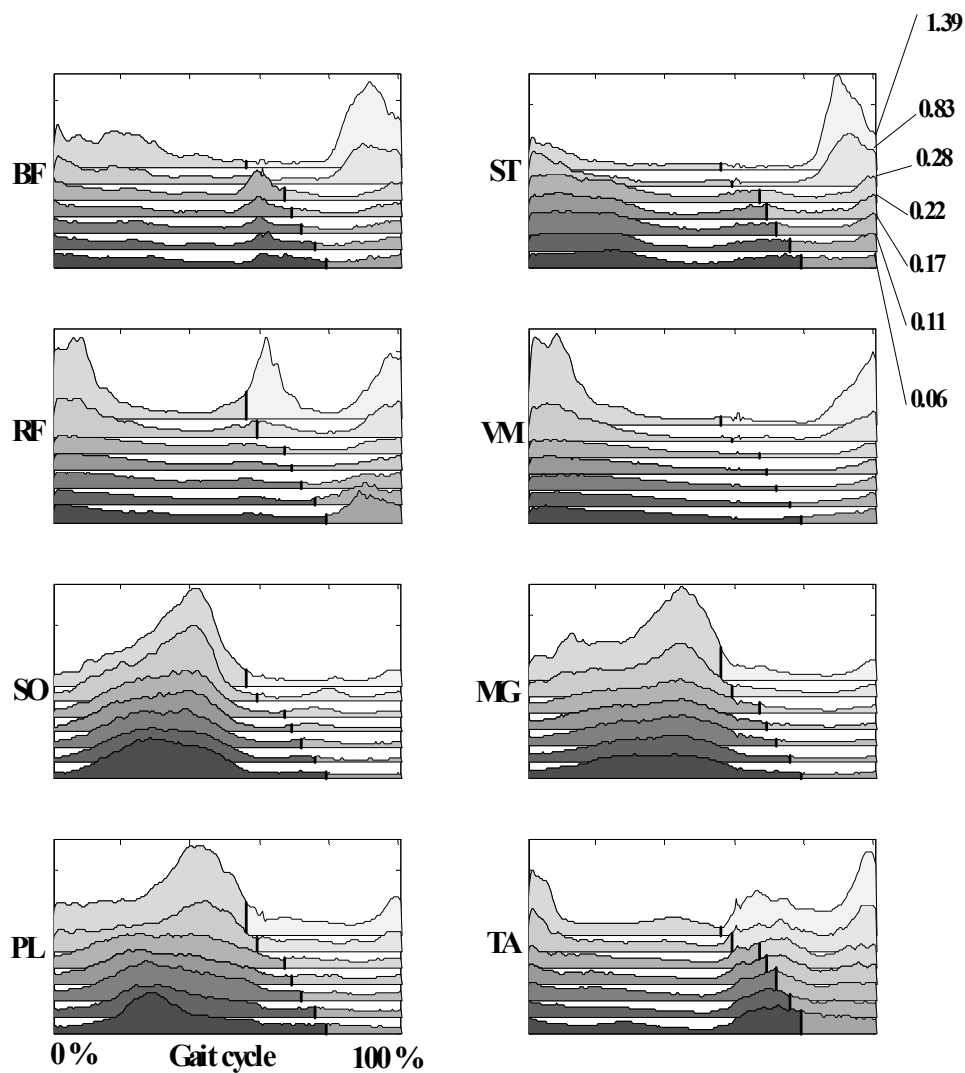 1.39
0.83
BF
ST
0.28
0.22
0.17
0.11
0.06
RF
VM
SO
MG
PL
TA
0 %
Gait cycle
100 %